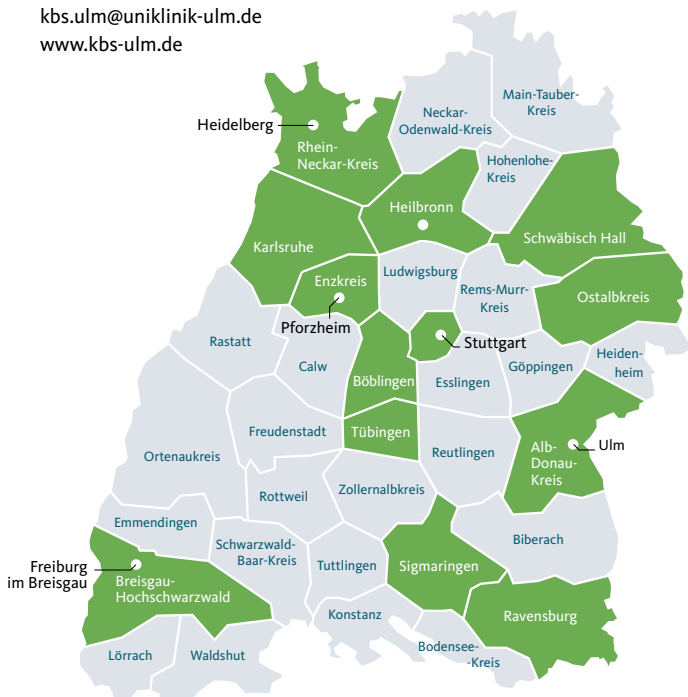 kbs.ulm@uniklinik-ulm.de
www.kbs-ulm.de
Main-Tauber-
Kreis
Neckar-
Odenwald-Kreis
Heidelberg
Rhein-
Neckar-Kreis
Hohenlohe-
Kreis
Heilbronn
Schwäbisch Hall
Karlsruhe
Ludwigsburg
Enzkreis
Rems-Murr-
Kreis
Ostalbkreis
Pforzheim
Rastatt
Stuttgart
Calw
Göppingen
Heiden-
heim
Böblingen
Esslingen
Freudenstadt
Tübingen
Ortenaukreis
Reutlingen
Alb-
Donau-
Kreis
Ulm
Rottweil
Zollernalbkreis
Emmendingen
Schwarzwald-
Baar-Kreis
Biberach
Tuttlingen
Sigmaringen
Freiburg
im Breisgau
Breisgau-
Hochschwarzwald
Konstanz
Ravensburg
Bodensee-
Kreis
Lörrach
Waldshut